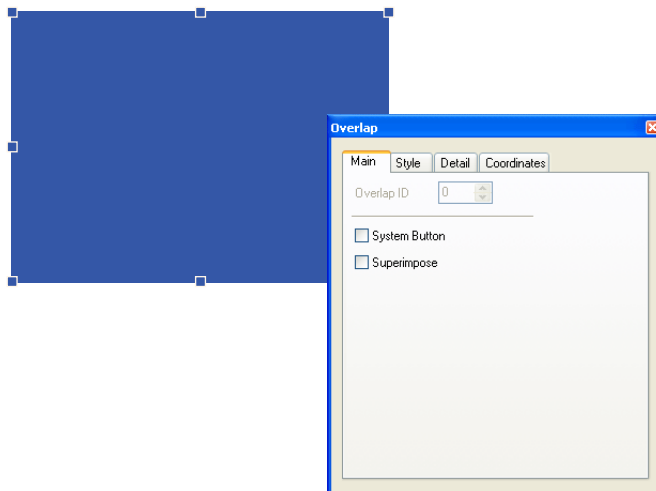 Overlap
Main Style Detail Coordinates
Overlap ID 0
System Button
Superimpose